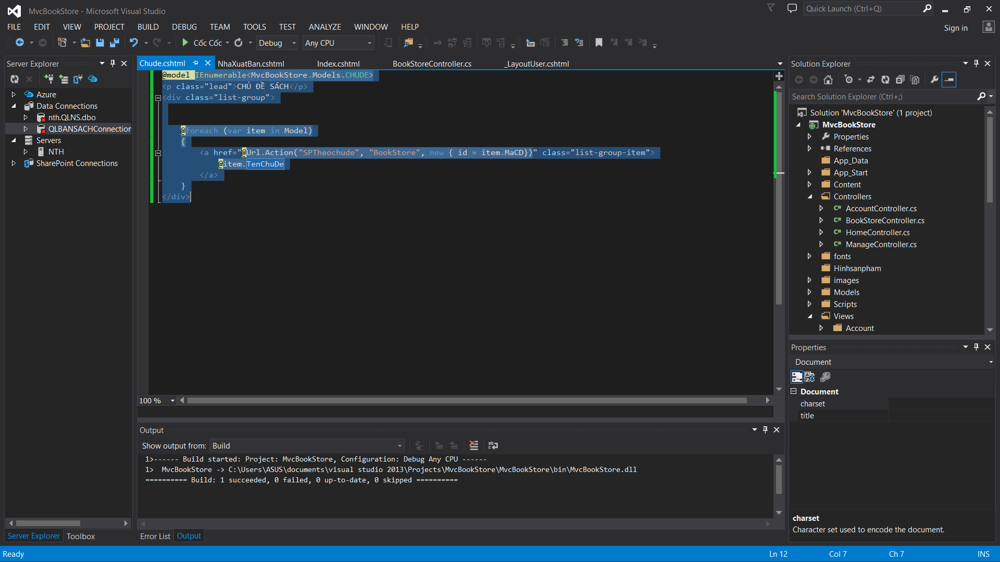 MvcBookStore - Microsoft Visual Studio
Quick Launch (Ctrl+Q)
FILE EDIT VIEW PROJECT BUILD DEBUG TEAM TOOLS TEST ANALYZE WINDOW HELP
Sign in
Cốc Cốc Debug Any CPU
Server Explorer
Azure
Data Connections
nth.QLNS.dbo
QLBANSACHConnection
Servers
NTH
SharePoint Connections
Server Explorer Toolbox
Chude.cshtml NhaXuatBan.cshtml Index.cshtml BookStoreController.cs _LayoutUser.cshtml
@model IEnumerable<MvcBookStore.Models.CHUDE>
<p class="lead">CHỦ ĐỀ SÁCH</p>
<div class="list-group">
@foreach (var item in Model)
{
<a href="@Url.Action("SPTheochude", "BookStore", new { id = item.MaCD})" class="list-group-item">
@item.TenChuDe
</a>
}
</div>
100 %
Output
Show output from: Build
1>------ Build started: Project: MvcBookStore, Configuration: Debug Any CPU ------
1>  MvcBookStore -> C:\Users\ASUS\documents\visual studio 2013\Projects\MvcBookStore\MvcBookStore\bin\MvcBookStore.dll
========== Build: 1 succeeded, 0 failed, 0 up-to-date, 0 skipped ==========
Error List Output
Solution Explorer
Search Solution Explorer (Ctrl+;)
Solution 'MvcBookStore' (1 project)
MvcBookStore
Properties
References
App_Data
App_Start
Content
Controllers
C# AccountController.cs
C# BookStoreController.cs
C# HomeController.cs
C# ManageController.cs
fonts
Hinhsanpham
images
Models
Scripts
Views
Account
Properties
Document
Document
charset
title
charset
Character set used to encode the document.
Ready Ln 12 Col 7 Ch 7 INS